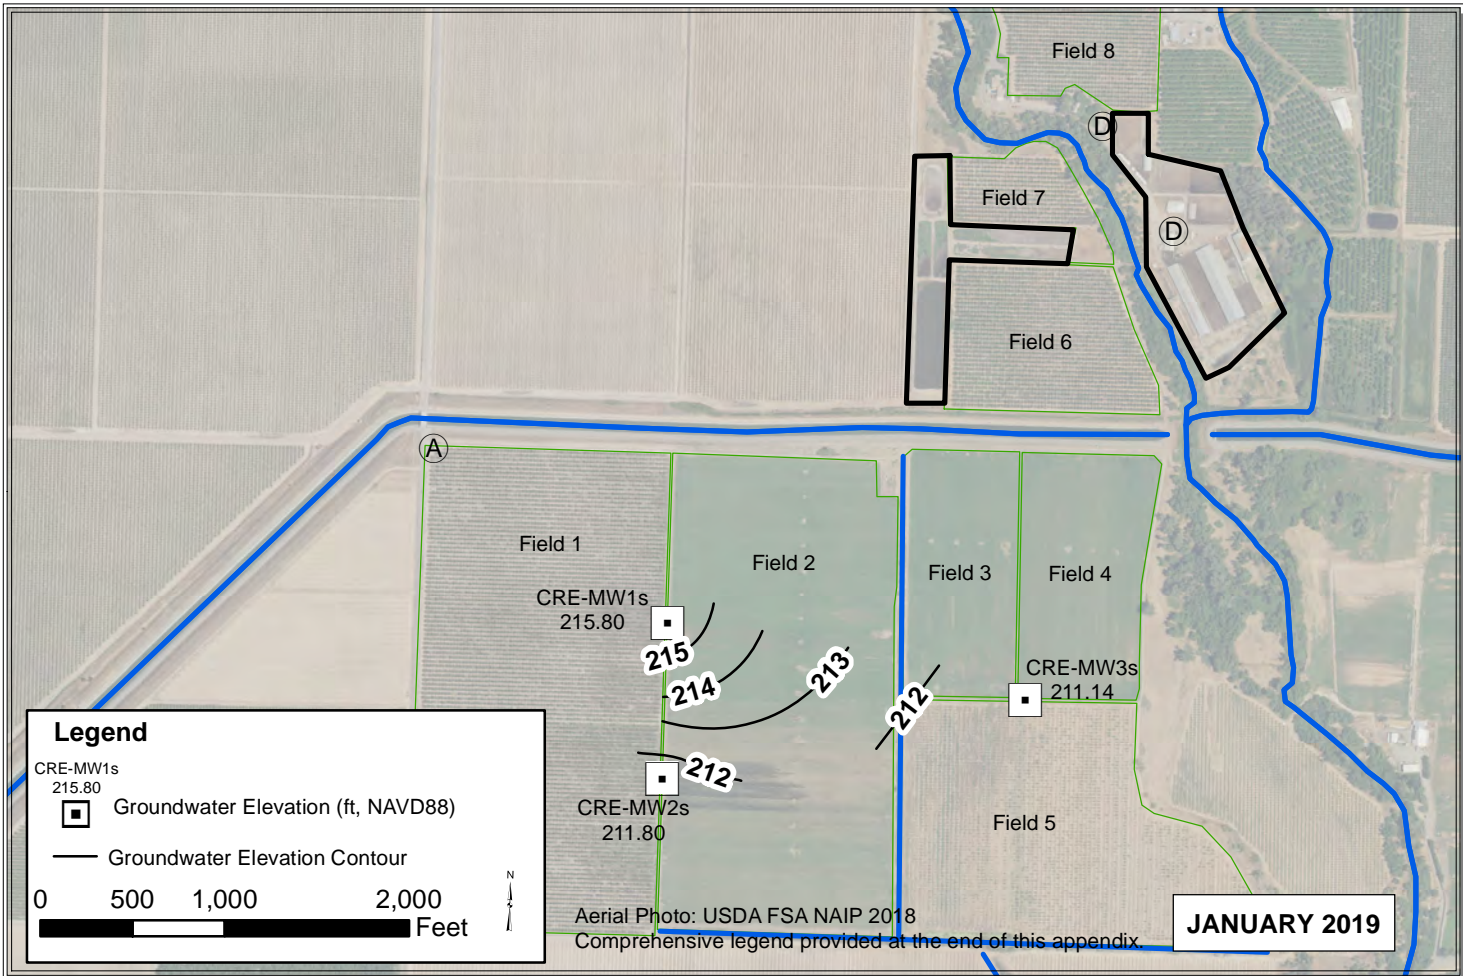 Field 8
D
Field 7
D
Field 6
A
Field 1
Field 2
Field 3
Field 4
CRE-MW1s
215.80
215
214
213
212
CRE-MW3s
211.14
212
CRE-MW2s
211.80
Field 5
Legend
CRE-MW1s
215.80
Groundwater Elevation (ft, NAVD88)
Groundwater Elevation Contour
0 500 1,000 2,000
Feet
N
Aerial Photo: USDA FSA NAIP 2018
Comprehensive legend provided at the end of this appendix.
JANUARY 2019